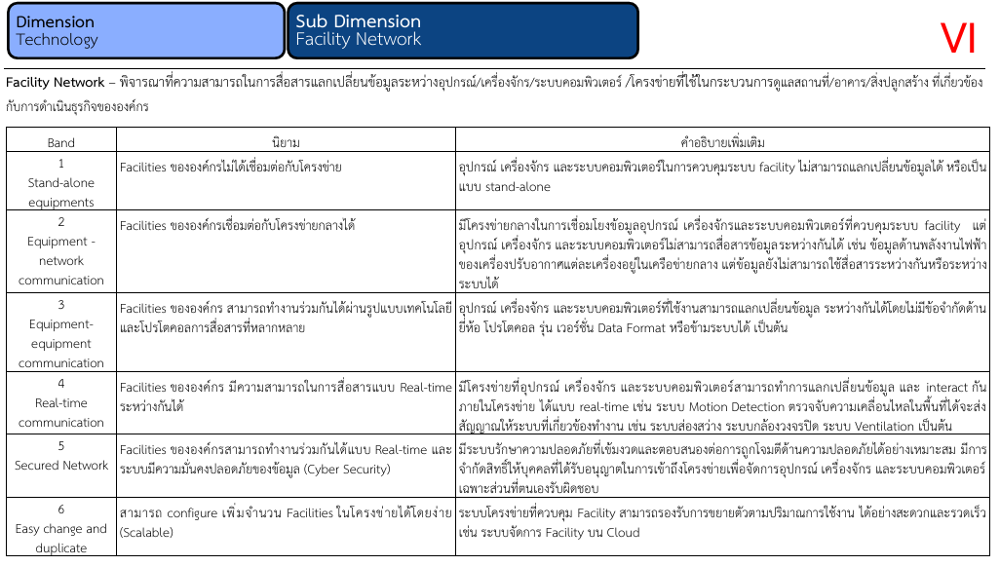 Dimension
Technology
Sub Dimension
Facility Network
VI
Facility Network – พิจารณาที่ความสามารถในการสื่อสารแลกเปลี่ยนข้อมูลระหว่างอุปกรณ์/เครื่องจักร/ระบบคอมพิวเตอร์ /โครงข่ายที่ใช้ในกระบวนการดูแลสถานที่/อาคาร/สิ่งปลูกสร้าง ที่เกี่ยวข้อง
กับการดำเนินธุรกิจขององค์กร
Band
นิยาม
คำอธิบายเพิ่มเติม
1
Stand-alone
equipments
Facilities ขององค์กรไม่ได้เชื่อมต่อกับโครงข่าย
อุปกรณ์ เครื่องจักร และระบบคอมพิวเตอร์ในการควบคุมระบบ facility ไม่สามารถแลกเปลี่ยนข้อมูลได้ หรือเป็น
แบบ stand-alone
2
Equipment -
network
communication
Facilities ขององค์กรเชื่อมต่อกับโครงข่ายกลางได้
มีโครงข่ายกลางในการเชื่อมโยงข้อมูลอุปกรณ์ เครื่องจักรและระบบคอมพิวเตอร์ที่ควบคุมระบบ facility แต่
อุปกรณ์ เครื่องจักร และระบบคอมพิวเตอร์ไม่สามารถสื่อสารข้อมูลระหว่างกันได้ เช่น ข้อมูลด้านพลังงานไฟฟ้า
ของเครื่องปรับอากาศแต่ละเครื่องอยู่ในเครือข่ายกลาง แต่ข้อมูลยังไม่สามารถใช้สื่อสารระหว่างกันหรือระหว่าง
ระบบได้
3
Equipment-
equipment
communication
Facilities ขององค์กร สามารถทำงานร่วมกันได้ผ่านรูปแบบเทคโนโลยี
และโปรโตคอลการสื่อสารที่หลากหลาย
อุปกรณ์ เครื่องจักร และระบบคอมพิวเตอร์ที่ใช้งานสามารถแลกเปลี่ยนข้อมูล ระหว่างกันได้โดยไม่มีข้อจำกัดด้าน
ยี่ห้อ โปรโตคอล รุ่น เวอร์ชั่น Data Format หรือข้ามระบบได้ เป็นต้น
4
Real-time
communication
Facilities ขององค์กร มีความสามารถในการสื่อสารแบบ Real-time
ระหว่างกันได้
มีโครงข่ายที่อุปกรณ์ เครื่องจักร และระบบคอมพิวเตอร์สามารถทำการแลกเปลี่ยนข้อมูล และ interact กัน
ภายในโครงข่าย ได้แบบ real-time เช่น ระบบ Motion Detection ตรวจจับความเคลื่อนไหลในพื้นที่ได้จะส่ง
สัญญาณให้ระบบที่เกี่ยวข้องทำงาน เช่น ระบบส่องสว่าง ระบบกล้องวงจรปิด ระบบ Ventilation เป็นต้น
5
Secured Network
Facilities ขององค์กรสามารถทำงานร่วมกันได้แบบ Real-time และ
ระบบมีความมั่นคงปลอดภัยของข้อมูล (Cyber Security)
มีระบบรักษาความปลอดภัยที่เข้มงวดและตอบสนองต่อการถูกโจมตีด้านความปลอดภัยได้อย่างเหมาะสม มีการ
จำกัดสิทธิ์ให้บุคคลที่ได้รับอนุญาตในการเข้าถึงโครงข่ายเพื่อจัดการอุปกรณ์ เครื่องจักร และระบบคอมพิวเตอร์
เฉพาะส่วนที่ตนเองรับผิดชอบ
6
Easy change and
duplicate
สามารถ configure เพิ่มจำนวน Facilities ในโครงข่ายได้โดยง่าย
(Scalable)
ระบบโครงข่ายที่ควบคุม Facility สามารถรองรับการขยายตัวตามปริมาณการใช้งาน ได้อย่างสะดวกและรวดเร็ว
เช่น ระบบจัดการ Facility บน Cloud